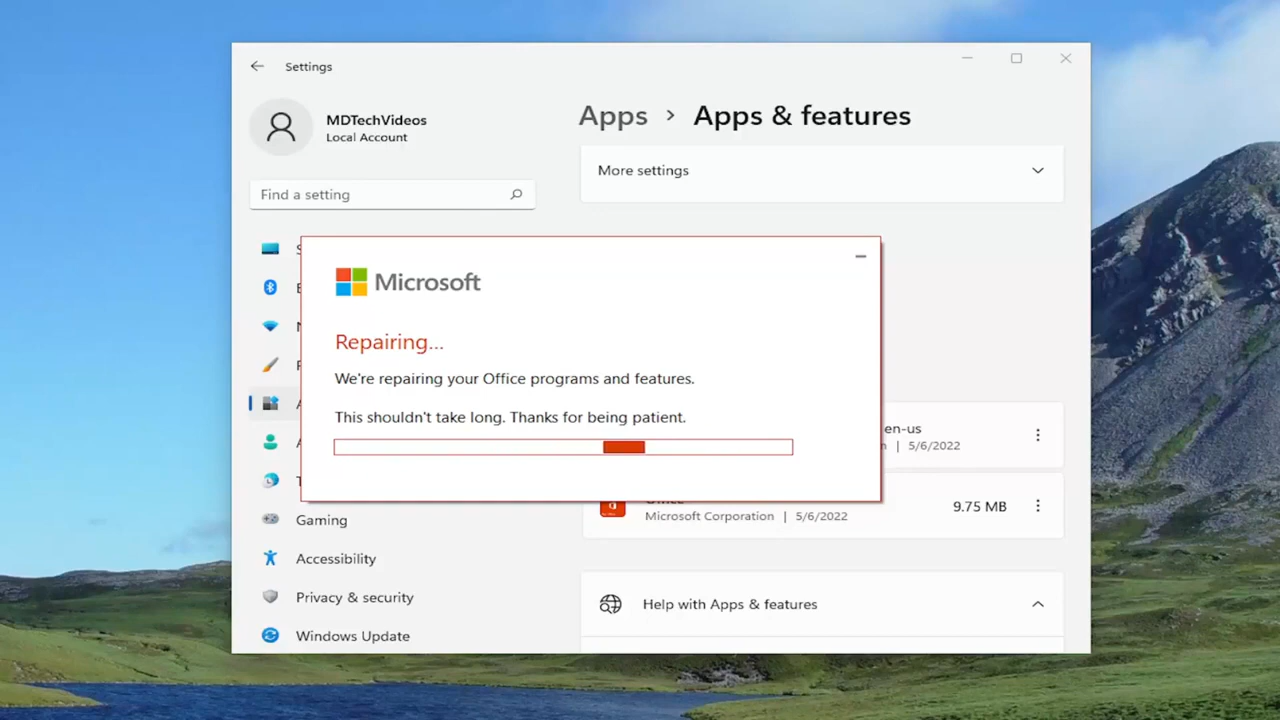 Settings
MDTechVideos
Local Account
Find a setting
Apps > Apps & features
More settings
Microsoft
Repairing...
We're repairing your Office programs and features.
This shouldn't take long. Thanks for being patient.
en-us
| 5/6/2022
Microsoft Corporation | 5/6/2022
9.75 MB
Gaming
Accessibility
Privacy & security
Windows Update
Help with Apps & features